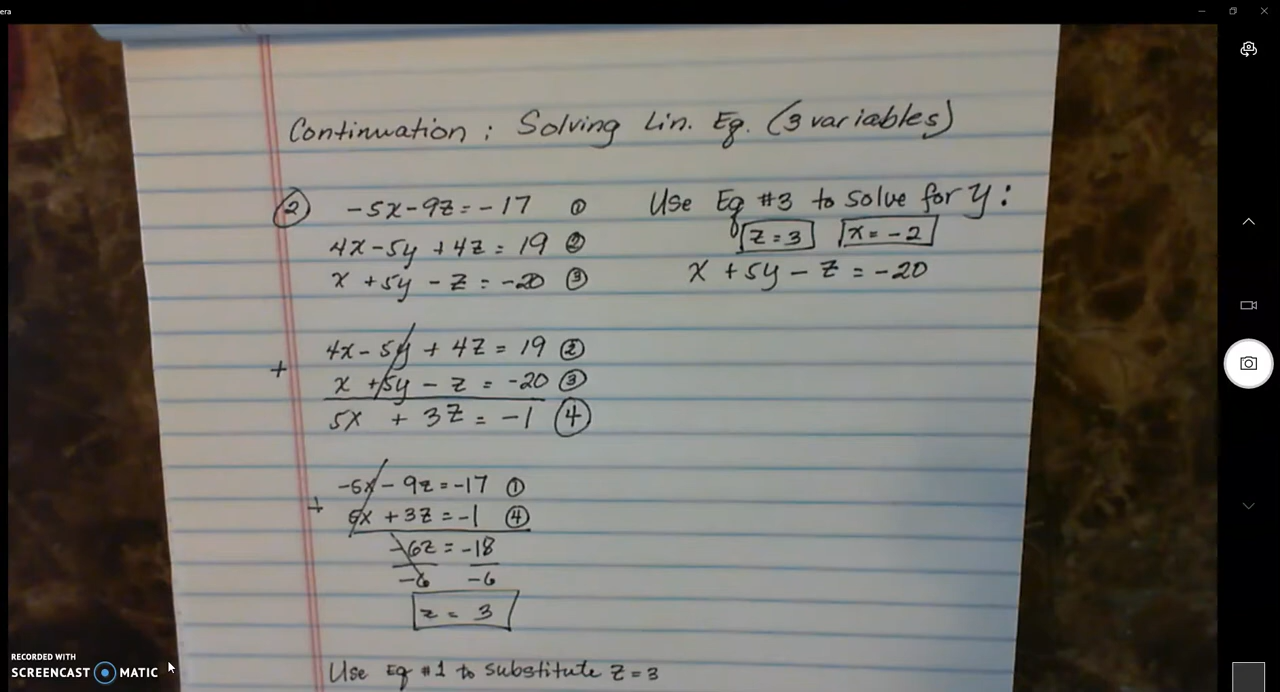 era
Continuation : Solving Lin. Eq. (3 variables)
② -5x-9z=-17 ①
4x-5y+4z=19 ②
x+5y-z=-20 ③
4x-5y+4z=19 ②
+ x+5y-z=-20 ③
5x+3z=-1 ④
-5x-9z=-17 ①
+ 5x+3z=-1 ④
-6z=-18
-6 -6
z=3
Use Eq #1 to substitute z=3
Use Eq #3 to solve for y:
z=3 x=-2
x+5y-z=-20
RECORDED WITH
SCREENCAST MATIC